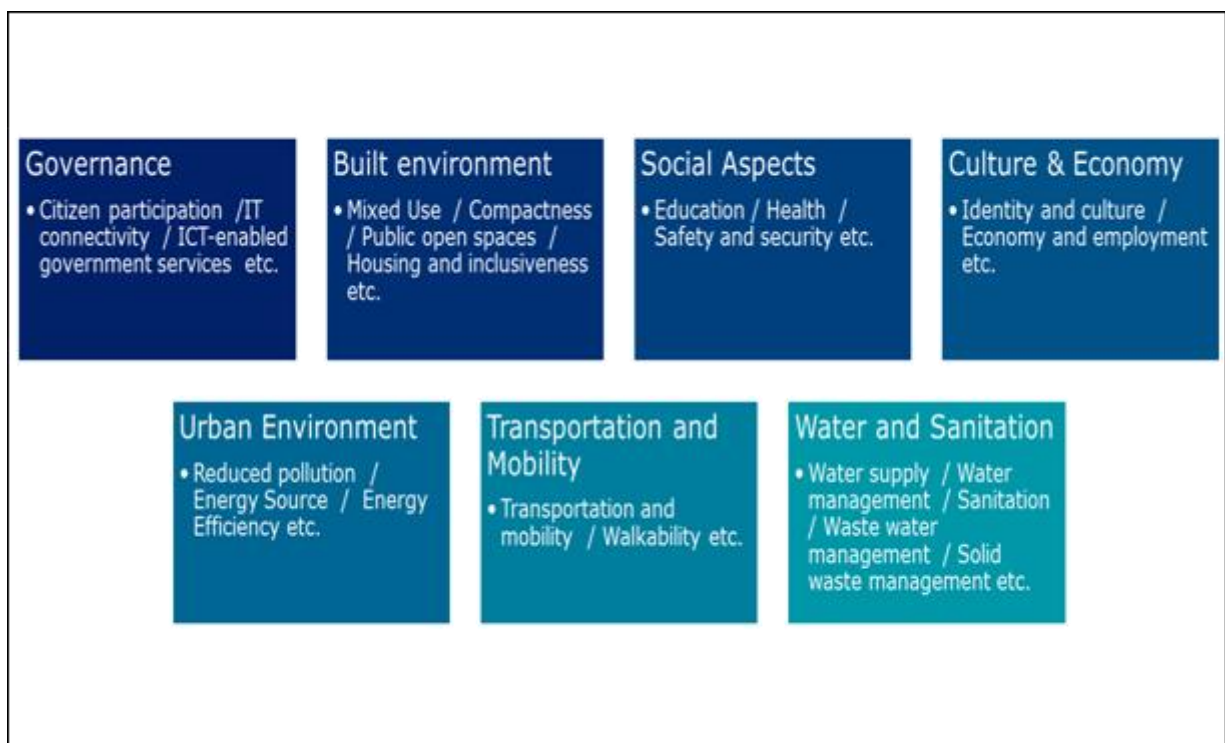 Governance
• Citizen participation /IT
connectivity / ICT-enabled
government services etc.
Built environment
• Mixed Use / Compactness
/ Public open spaces /
Housing and inclusiveness
etc.
Social Aspects
• Education / Health /
Safety and security etc.
Culture & Economy
• Identity and culture /
Economy and employment
etc.
Urban Environment
• Reduced pollution /
Energy Source / Energy
Efficiency etc.
Transportation and
Mobility
• Transportation and
mobility / Walkability etc.
Water and Sanitation
• Water supply / Water
management / Sanitation
/ Waste water
management / Solid
waste management etc.